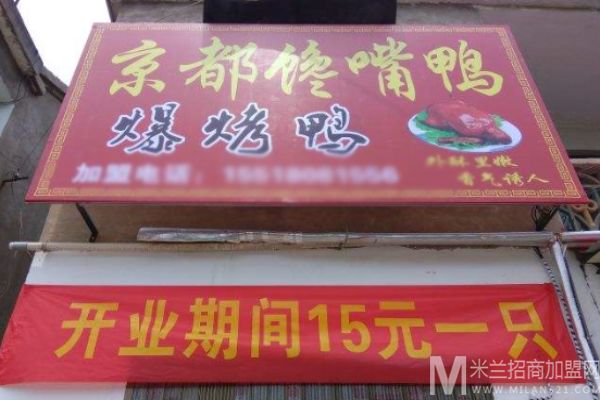 京都馋嘴鸭
爆烤鸭
外酥里嫩
香气诱人
加盟电话:
开业期间15元一只
米兰招商加盟网
WWW.MILAN521.COM